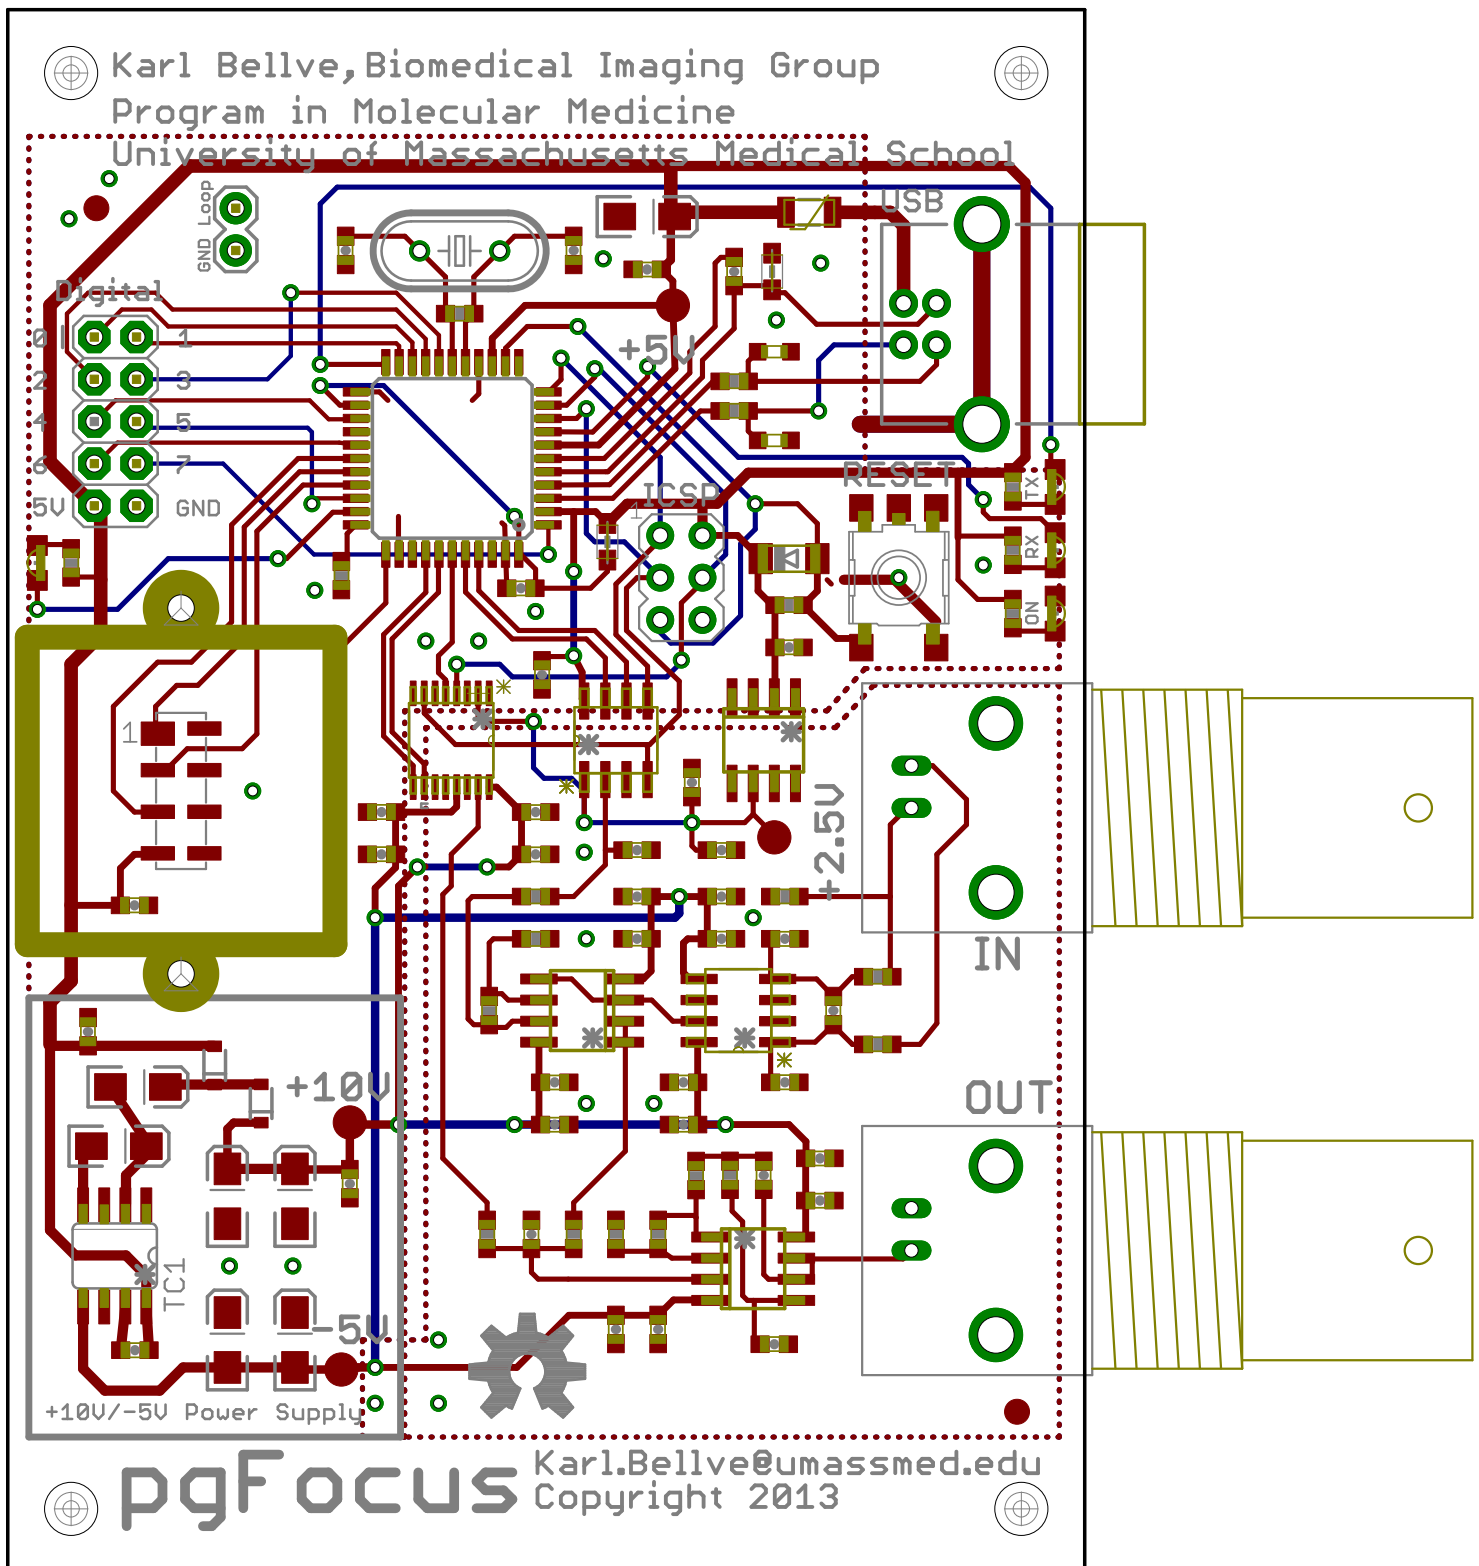 Karl Bellve, Biomedical Imaging Group
Program in Molecular Medicine
University of Massachusetts Medical School
USB
Loop
GND
Digital
0 1
2 3
4 5
6 7
5V GND
+5V
ICSP
1
RESET
TX
RX
ON
1
+2.5V
IN
+10V
OUT
TC1
-5V
+10V/-5V Power Supply
pgFocus
Karl.Bellve@umassmed.edu
Copyright 2013